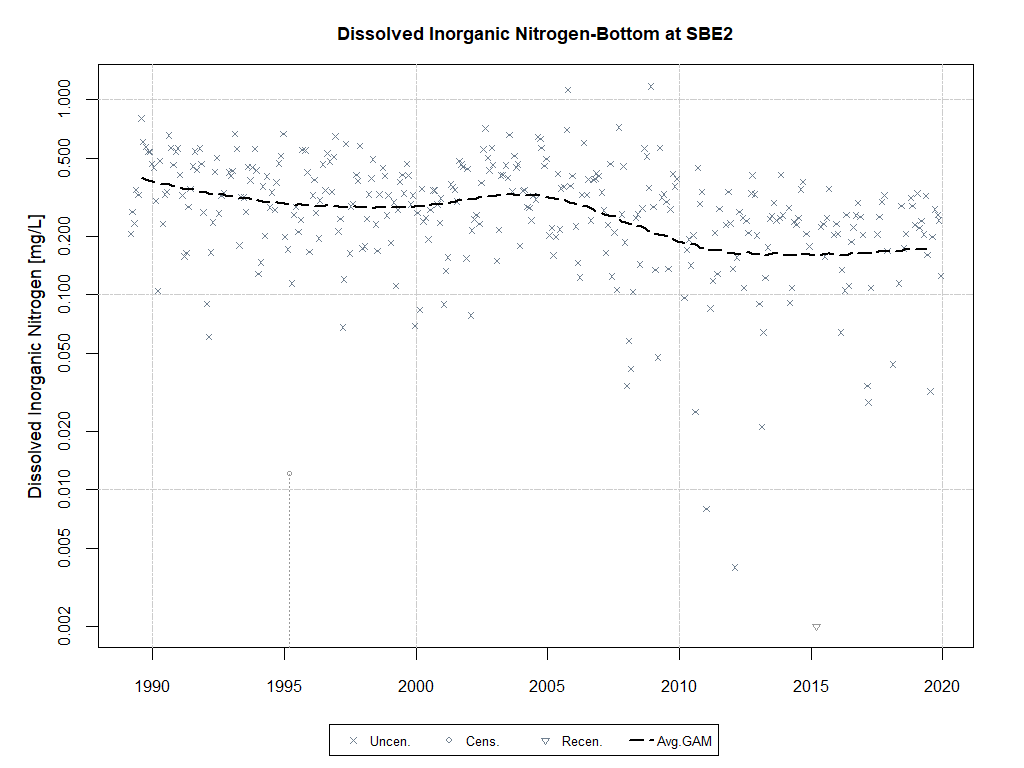 Dissolved Inorganic Nitrogen-Bottom at SBE2
Dissolved Inorganic Nitrogen [mg/L]
1.000
0.500
0.200
0.100
0.050
0.020
0.010
0.005
0.002
1990 1995 2000 2005 2010 2015 2020
Uncen. Cens. Recen. Avg.GAM